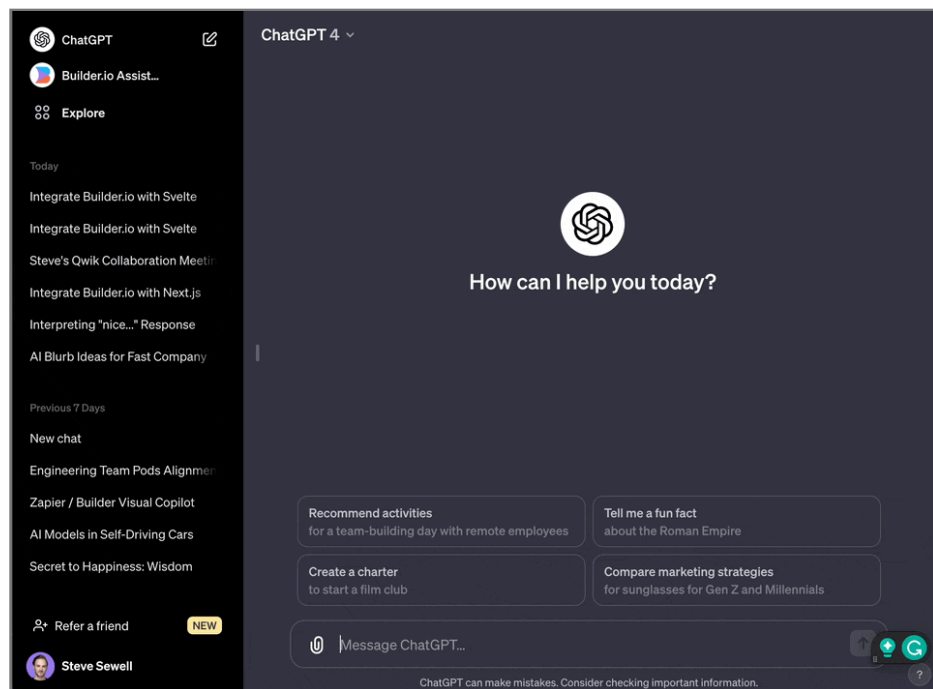 ChatGPT
Builder.io Assist...
Explore
Today
Integrate Builder.io with Svelte
Integrate Builder.io with Svelte
Steve's Qwik Collaboration Meetin
Integrate Builder.io with Next.js
Interpreting "nice..." Response
AI Blurb Ideas for Fast Company
Previous 7 Days
New chat
Engineering Team Pods Alignmen
Zapier / Builder Visual Copilot
AI Models in Self-Driving Cars
Secret to Happiness: Wisdom
Refer a friend
NEW
Steve Sewell
ChatGPT 4
How can I help you today?
Recommend activities
for a team-building day with remote employees
Tell me a fun fact
about the Roman Empire
Create a charter
to start a film club
Compare marketing strategies
for sunglasses for Gen Z and Millennials
Message ChatGPT...
ChatGPT can make mistakes. Consider checking important information.
?